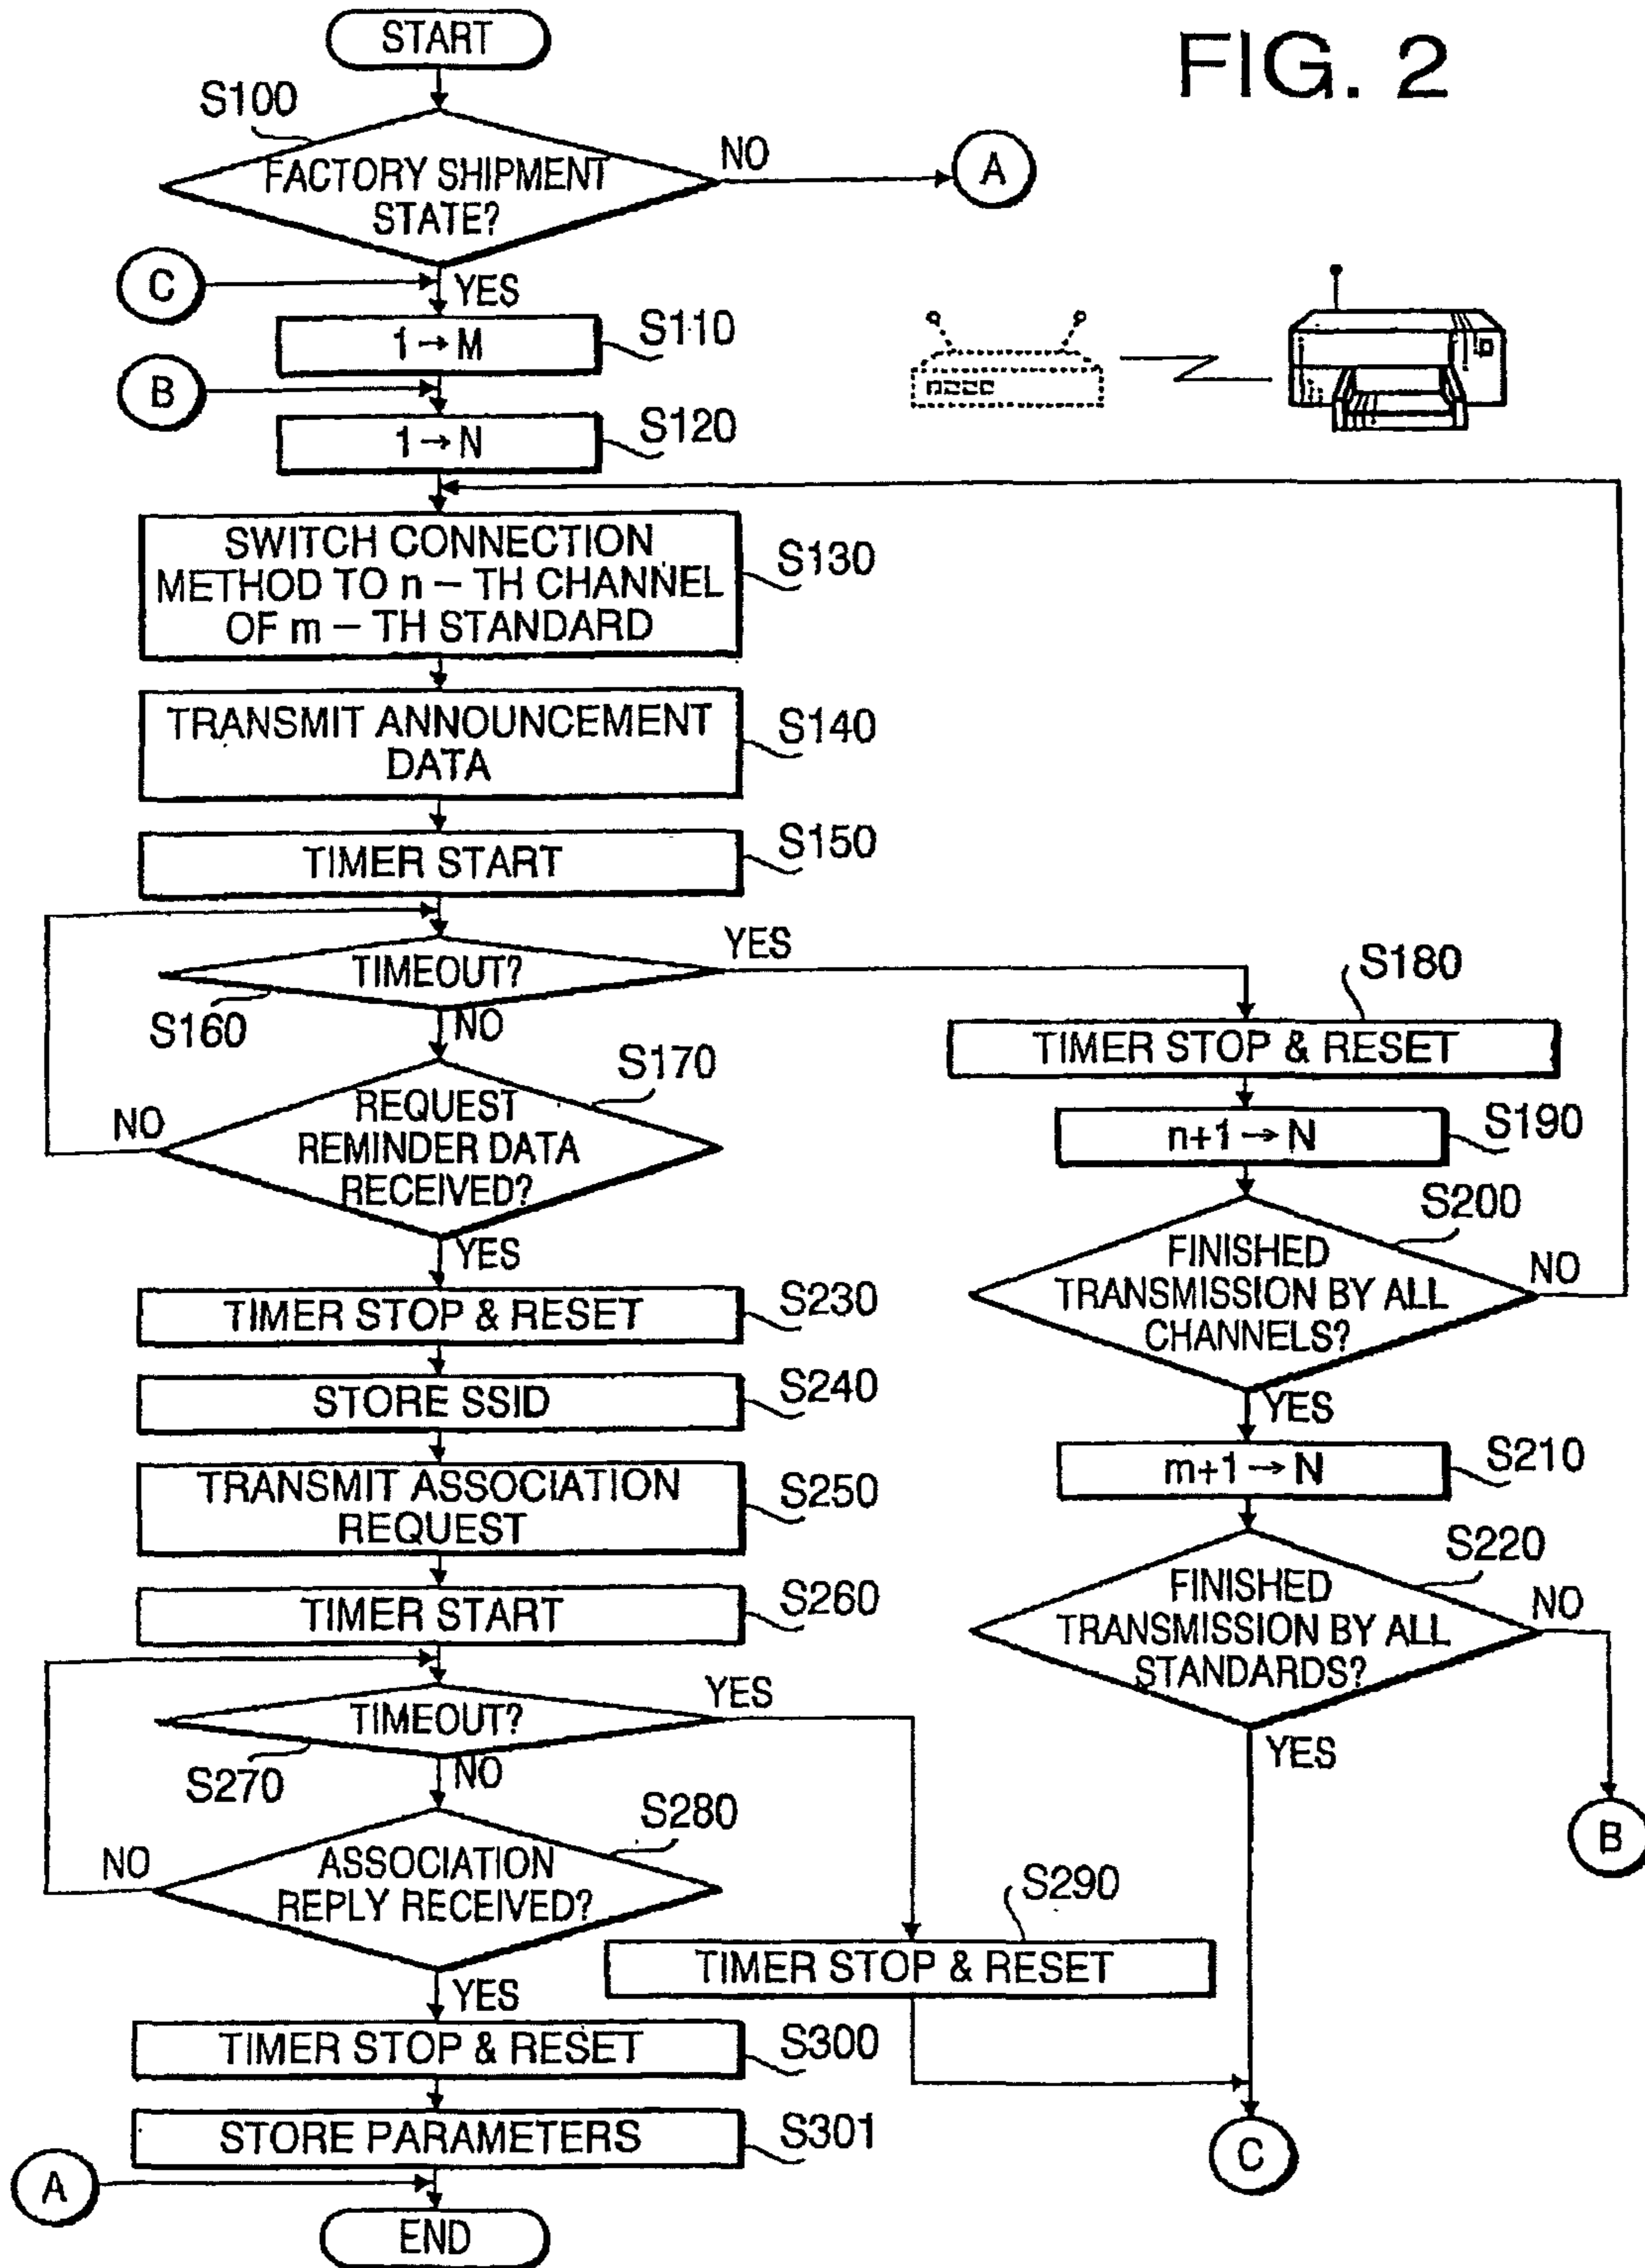 FIG. 2
START
S100
FACTORY SHIPMENT
STATE?
NO
A
C
YES
1→M
S110
B
1→N
S120
SWITCH CONNECTION
METHOD TO n – TH CHANNEL
OF m – TH STANDARD
S130
TRANSMIT ANNOUNCEMENT
DATA
S140
TIMER START
S150
TIMEOUT?
YES
S160
NO
S170
REQUEST
REMINDER DATA
RECEIVED?
NO
YES
S180
TIMER STOP & RESET
n+1→N
S190
S200
FINISHED
TRANSMISSION BY ALL
CHANNELS?
NO
YES
m+1→N
S210
S220
FINISHED
TRANSMISSION BY ALL
STANDARDS?
NO
YES
B
TIMER STOP & RESET
S230
STORE SSID
S240
TRANSMIT ASSOCIATION
REQUEST
S250
TIMER START
S260
TIMEOUT?
YES
S270
NO
S280
ASSOCIATION
REPLY RECEIVED?
NO
YES
S290
TIMER STOP & RESET
TIMER STOP & RESET
S300
STORE PARAMETERS
S301
C
A
END